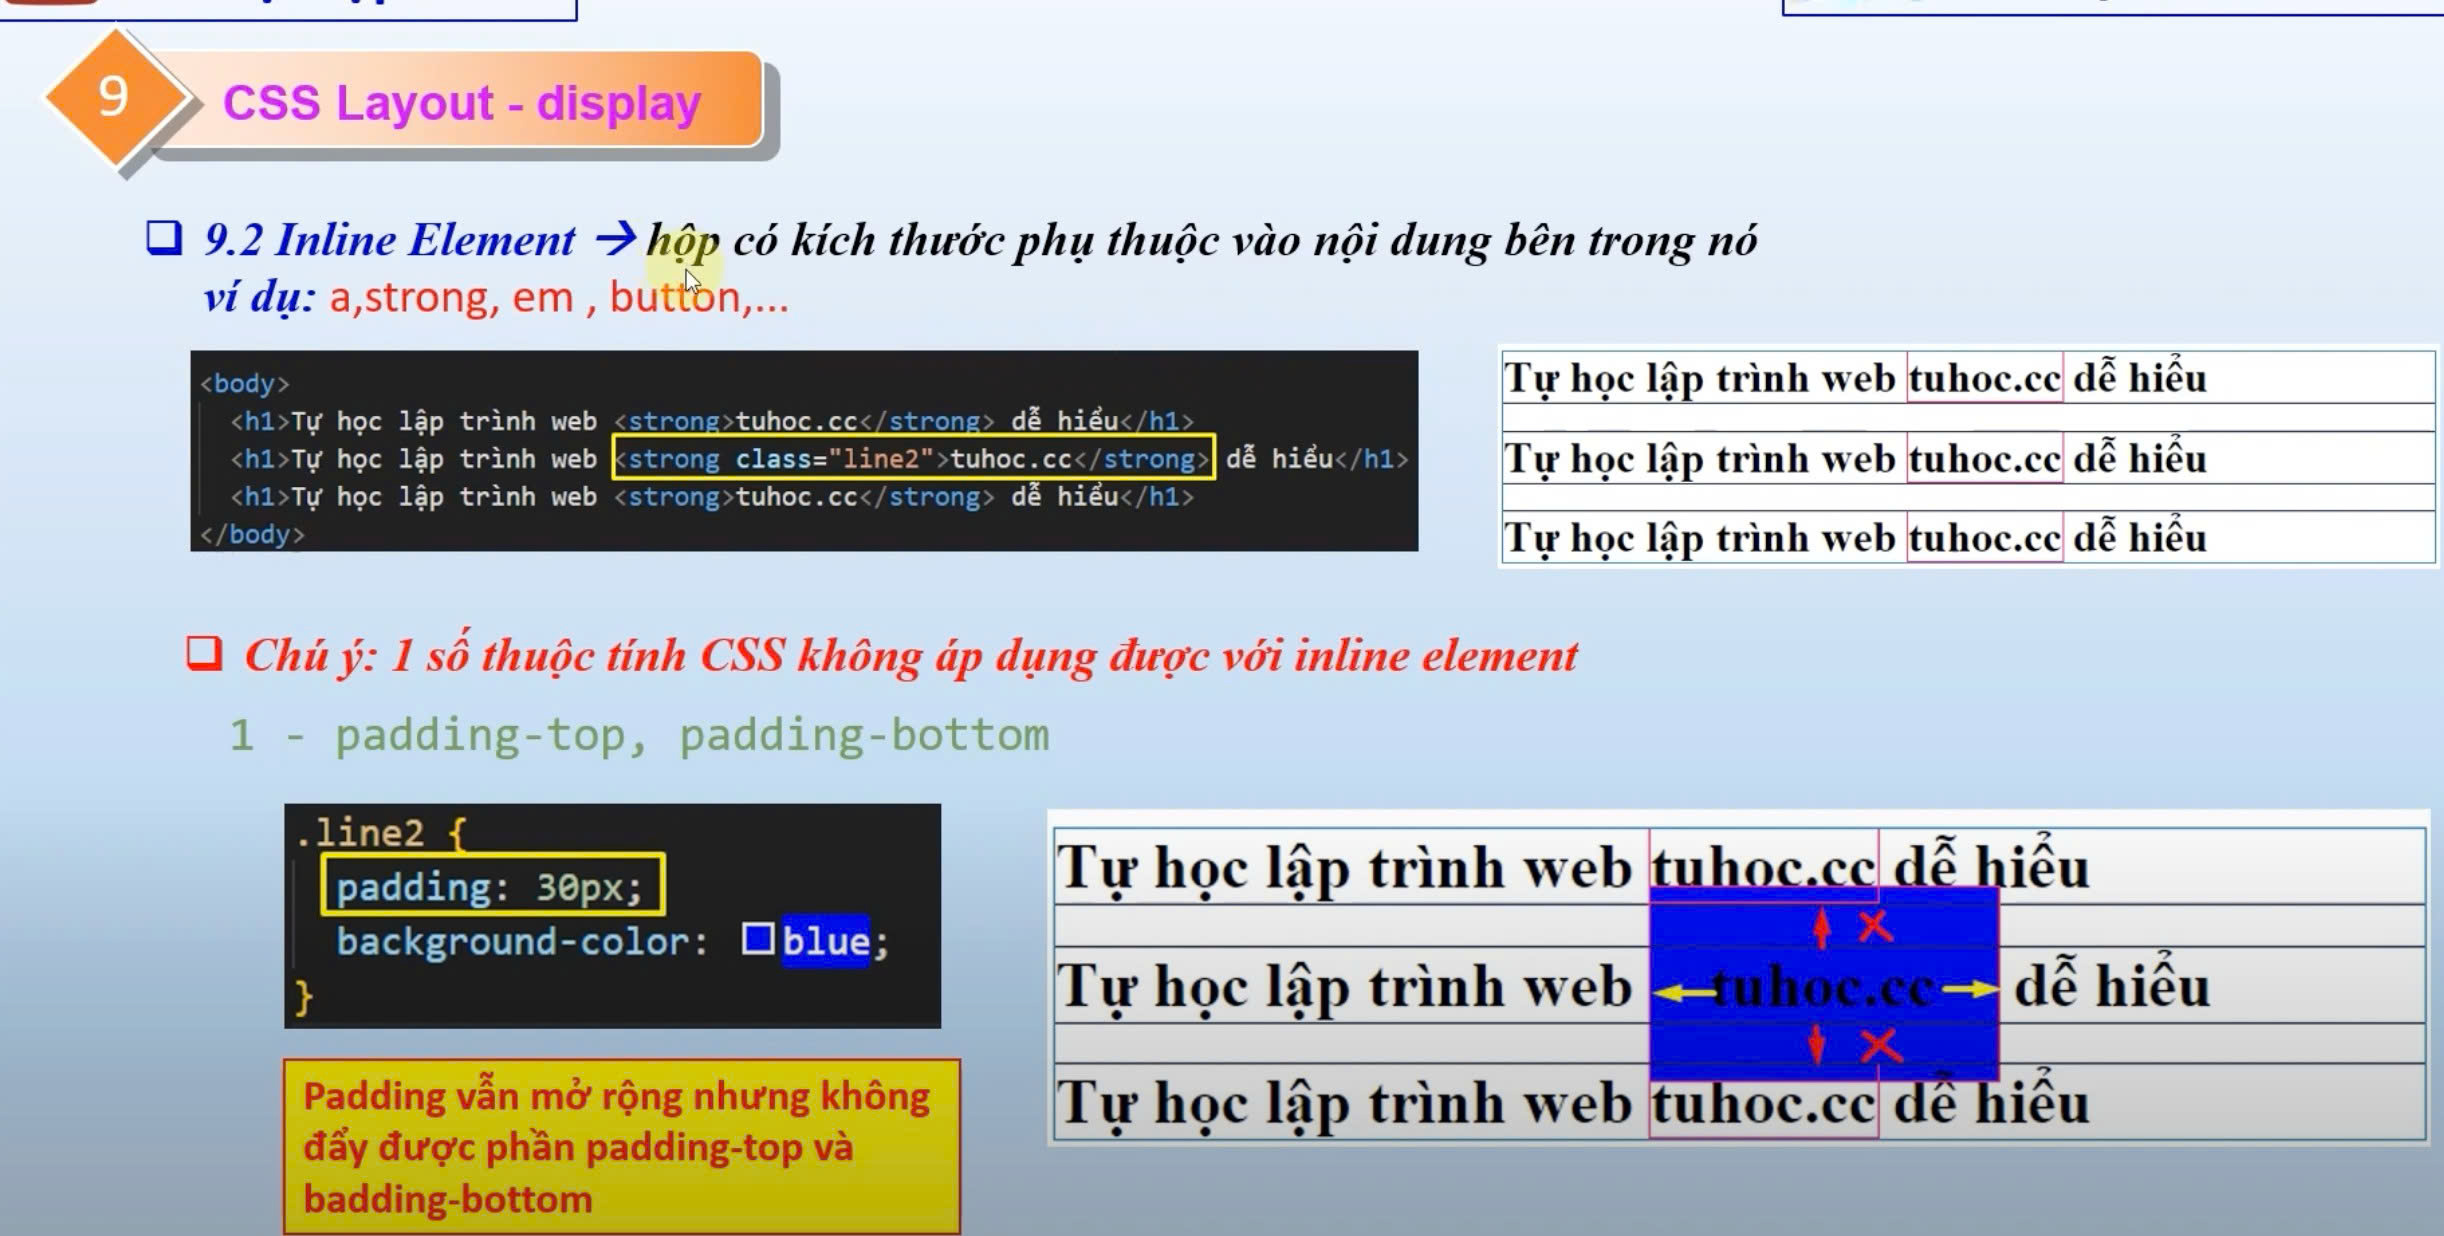 9
CSS Layout - display
9.2 Inline Element → hộp có kích thước phụ thuộc vào nội dung bên trong nó
ví dụ: a,strong, em , button,...
<body>
<h1>Tự học lập trình web <strong>tuhoc.cc</strong> dễ hiểu</h1>
<h1>Tự học lập trình web <strong class="line2">tuhoc.cc</strong> dễ hiểu</h1>
<h1>Tự học lập trình web <strong>tuhoc.cc</strong> dễ hiểu</h1>
</body>
Tự học lập trình web tuhoc.cc dễ hiểu
Tự học lập trình web tuhoc.cc dễ hiểu
Tự học lập trình web tuhoc.cc dễ hiểu
Chú ý: 1 số thuộc tính CSS không áp dụng được với inline element
1 - padding-top, padding-bottom
.line2 {
padding: 30px;
background-color: blue;
}
Padding vẫn mở rộng nhưng không
đẩy được phần padding-top và
badding-bottom
Tự học lập trình web tuhoc.cc dễ hiểu
Tự học lập trình web tuhoc.cc dễ hiểu
Tự học lập trình web tuhoc.cc dễ hiểu